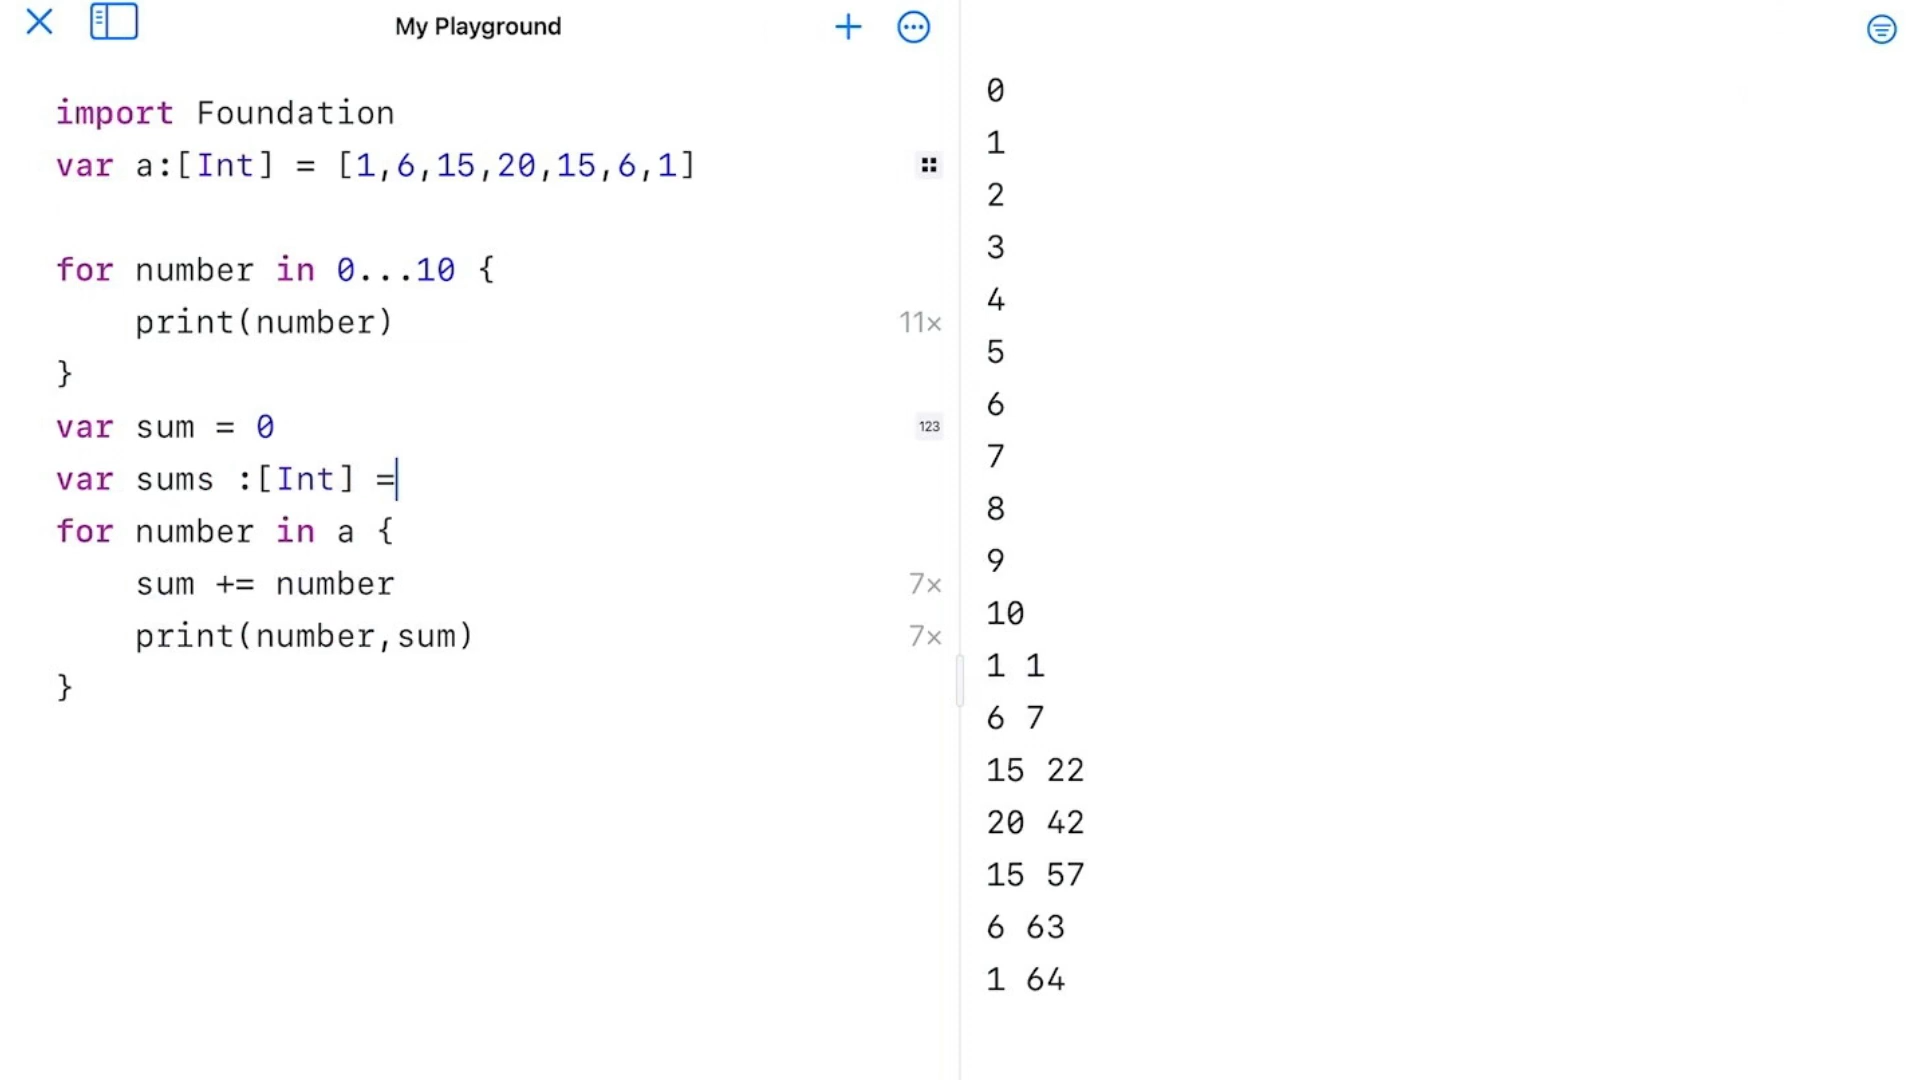 My Playground
import Foundation
var a:[Int] = [1,6,15,20,15,6,1]
for number in 0...10 {
    print(number)
11×
}
var sum = 0
123
var sums :[Int] =
for number in a {
    sum += number
7×
    print(number,sum)
7×
}
0
1
2
3
4
5
6
7
8
9
10
1 1
6 7
15 22
20 42
15 57
6 63
1 64